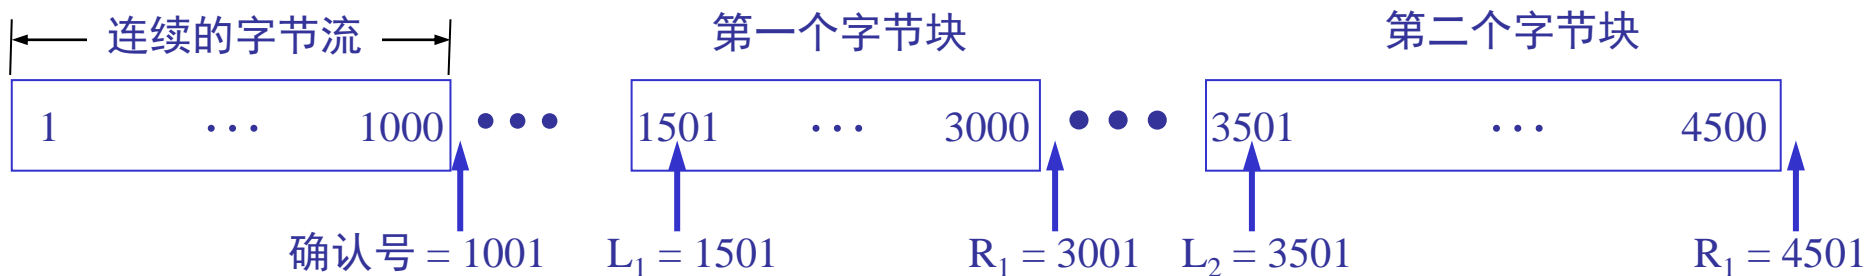 连续的字节流 第一个字节块 第二个字节块
1 ··· 1000 ••• 1501 ··· 3000 ••• 3501 ··· 4500
确认号 = 1001 L₁ = 1501 R₁ = 3001 L₂ = 3501 R₁ = 4501